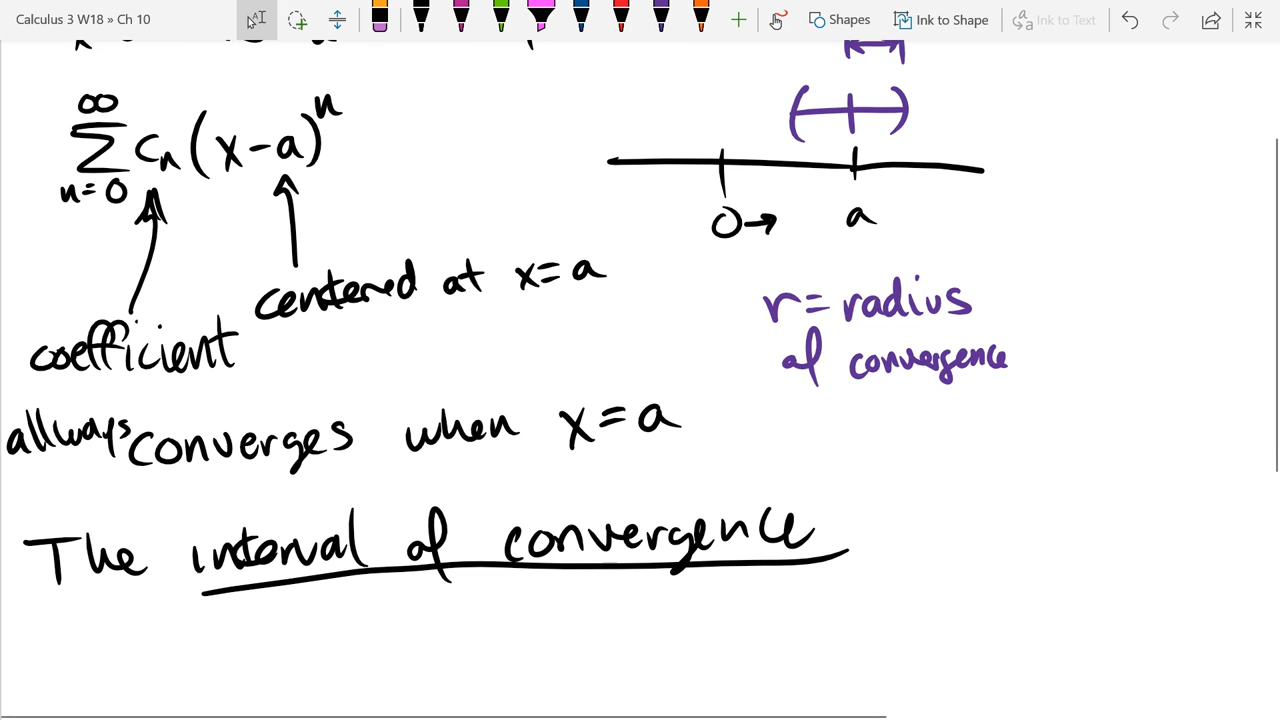 Calculus 3 W18 » Ch 10
Shapes
Ink to Shape
Ink to Text
∞
∑ cₙ (x-a)ⁿ
n=0
0→ a
centered at x=a
coefficient
r= radius
of convergence
allways converges when x=a
The interval of convergence